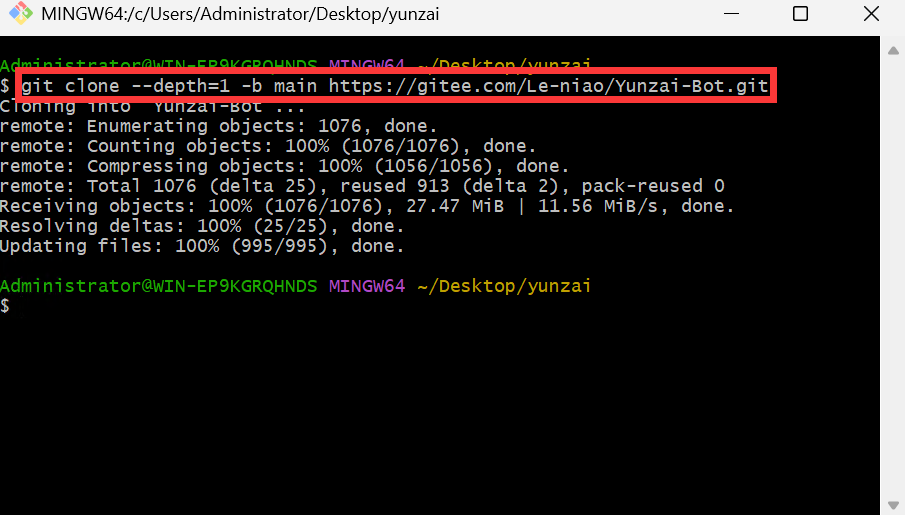 MINGW64:/c/Users/Administrator/Desktop/yunzai
Administrator@WIN-EP9KGRQHNDS MINGW64 ~/Desktop/yunzai
$ git clone --depth=1 -b main https://gitee.com/Le-niao/Yunzai-Bot.git
Cloning into 'Yunzai-Bot'...
remote: Enumerating objects: 1076, done.
remote: Counting objects: 100% (1076/1076), done.
remote: Compressing objects: 100% (1056/1056), done.
remote: Total 1076 (delta 25), reused 913 (delta 2), pack-reused 0
Receiving objects: 100% (1076/1076), 27.47 MiB | 11.56 MiB/s, done.
Resolving deltas: 100% (25/25), done.
Updating files: 100% (995/995), done.
Administrator@WIN-EP9KGRQHNDS MINGW64 ~/Desktop/yunzai
$